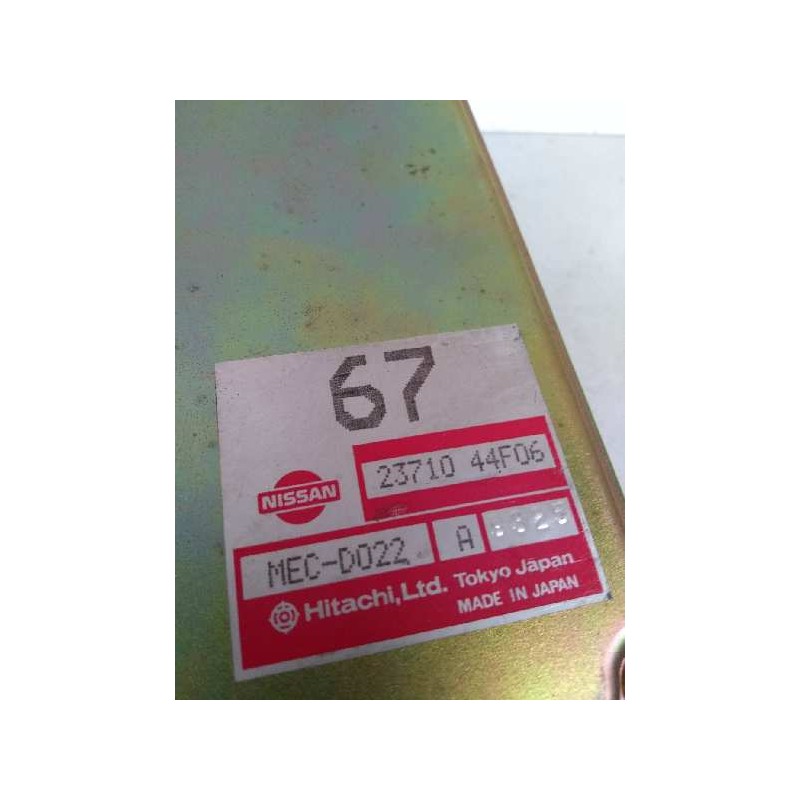 67
23710 44F06
NISSAN
MEC-D022 A
Hitachi, Ltd. Tokyo Japan
MADE IN JAPAN